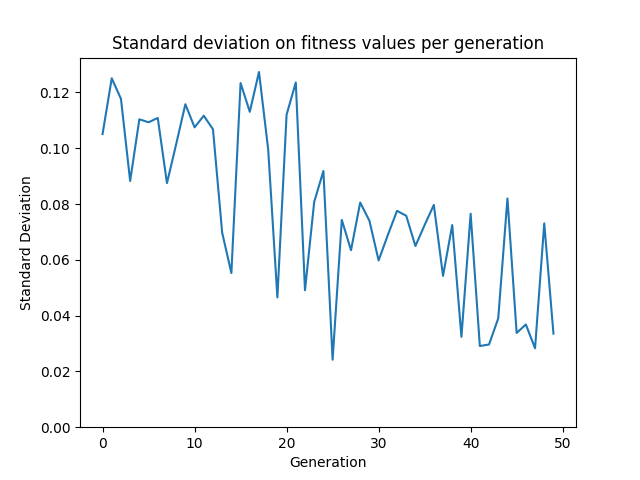 Standard deviation on fitness values per generation
Standard Deviation
0.12
0.10
0.08
0.06
0.04
0.02
0.00
0 10 20 30 40 50
Generation